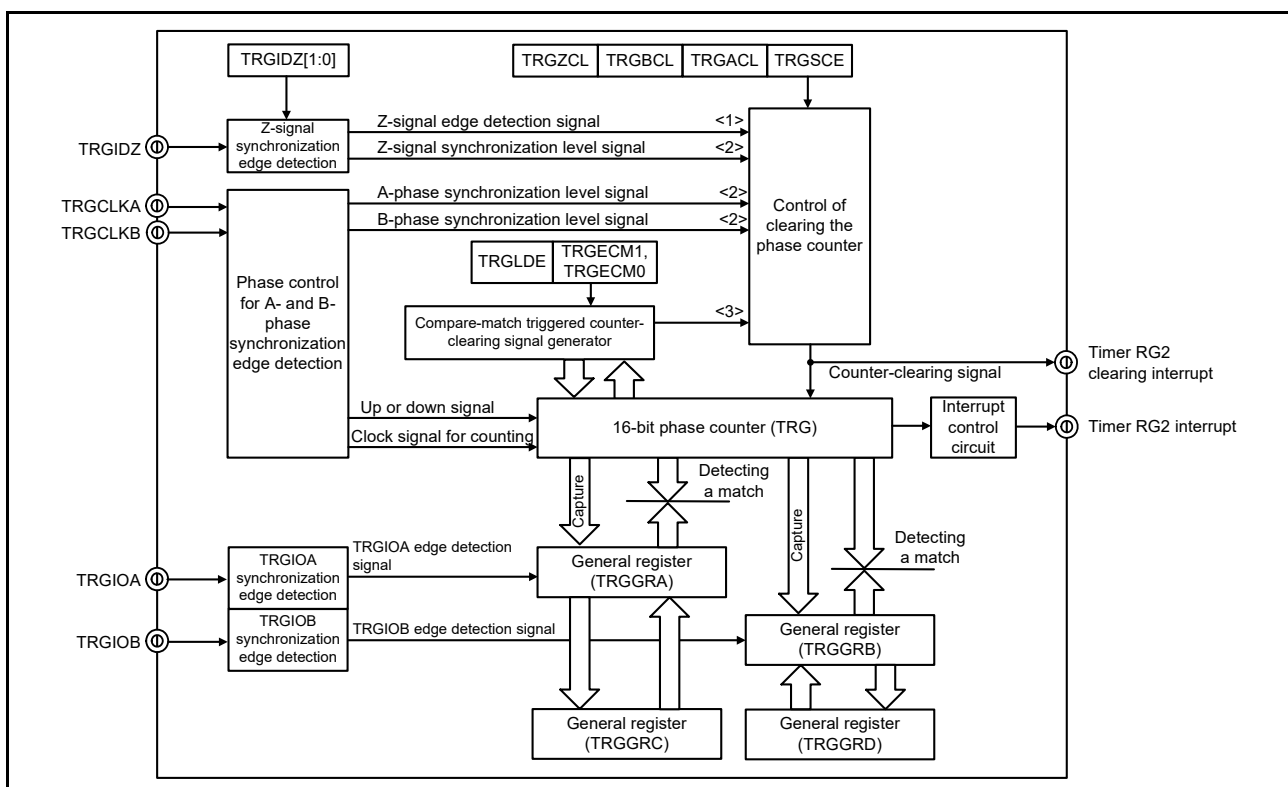 TRGIDZ[1:0]
TRGZCL
TRGBCL
TRGACL
TRGSCE
TRGIDZ
Z-signal
synchronization
edge detection
Z-signal edge detection signal
<1>
Z-signal synchronization level signal
<2>
TRGCLKA
TRGCLKB
A-phase synchronization level signal
<2>
B-phase synchronization level signal
<2>
Control of
clearing the
phase counter
Phase control
for A- and B-
phase
synchronization
edge detection
TRGLDE
TRGECM1,
TRGECM0
Compare-match triggered counter-
clearing signal generator
<3>
Counter-clearing signal
Timer RG2
clearing interrupt
Up or down signal
Clock signal for counting
16-bit phase counter (TRG)
Interrupt
control
circuit
Timer RG2 interrupt
Capture
Detecting
a match
Capture
Detecting
a match
TRGIOA
TRGIOA
synchronization
edge detection
TRGIOA edge detection
signal
General register
(TRGGRA)
TRGIOB
TRGIOB
synchronization
edge detection
TRGIOB edge detection signal
General register
(TRGGRB)
General register
(TRGGRC)
General register
(TRGGRD)